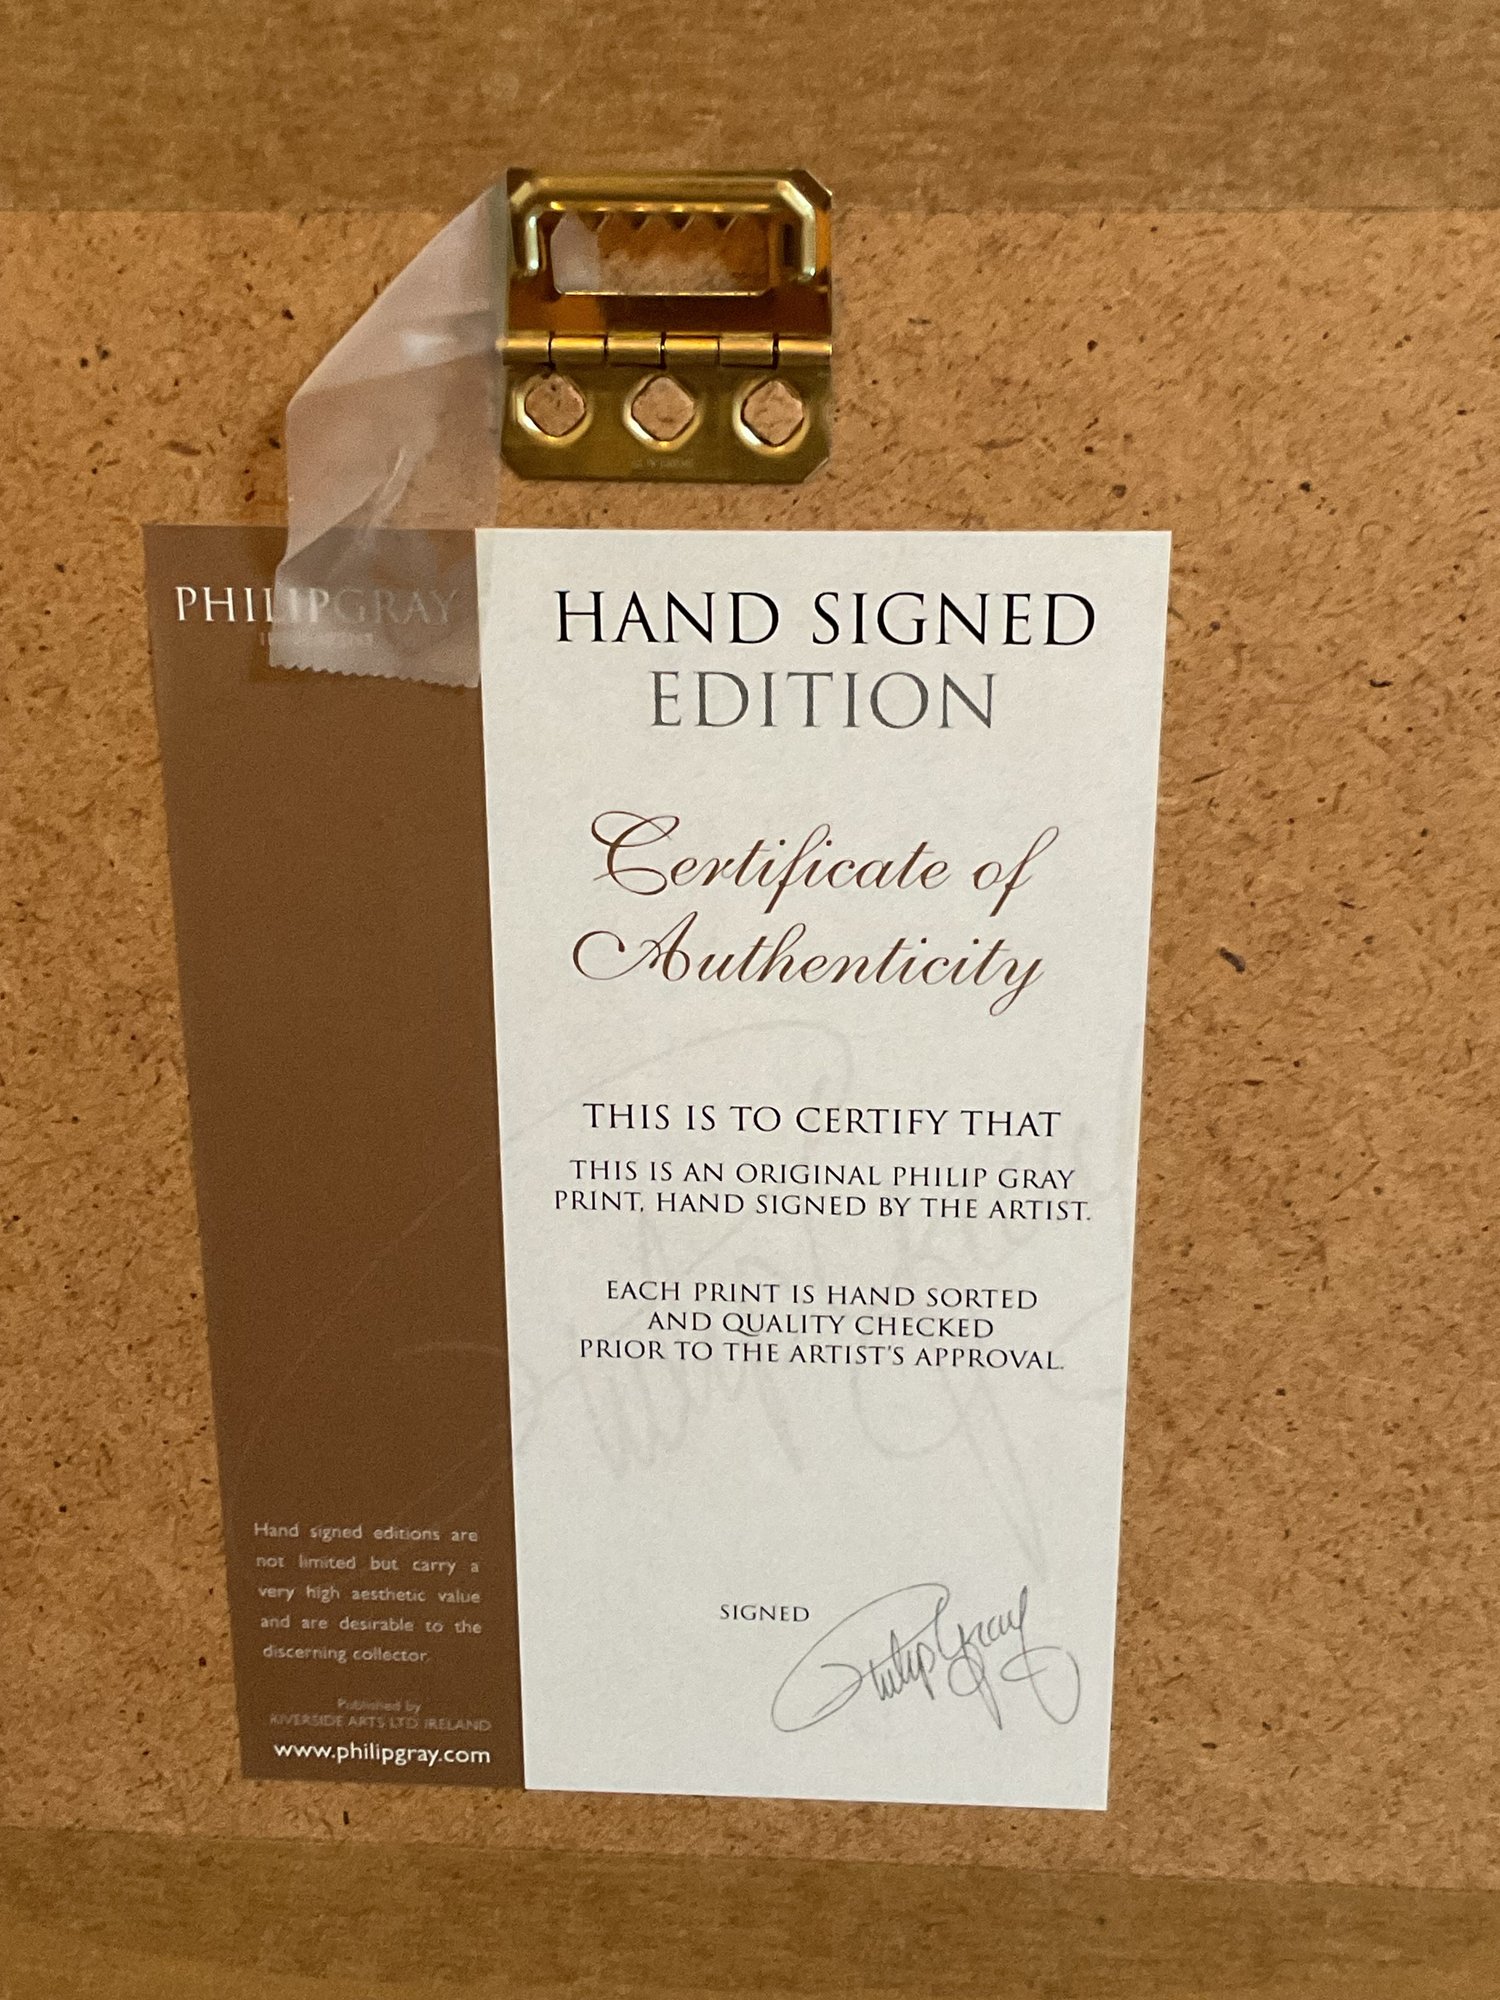 PHILIPGRAY
HAND SIGNED
EDITION
Certificate of
Authenticity
THIS IS TO CERTIFY THAT
THIS IS AN ORIGINAL PHILIP GRAY
PRINT, HAND SIGNED BY THE ARTIST.
EACH PRINT IS HAND SORTED
AND QUALITY CHECKED
PRIOR TO THE ARTIST'S APPROVAL.
SIGNED
Philip Gray
Hand signed editions are
not limited but carry a
very high aesthetic value
and are desirable to the
discerning collector.
Published by
RIVERSIDE ARTS LTD IRELAND
www.philipgray.com